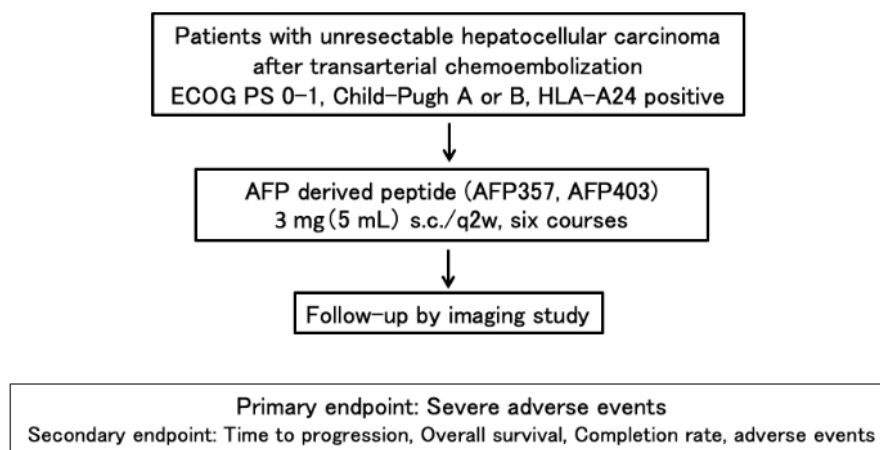 Patients with unresectable hepatocellular carcinoma
after transarterial chemoembolization
ECOG PS 0-1, Child-Pugh A or B, HLA-A24 positive
AFP derived peptide (AFP357, AFP403)
3 mg(5 mL) s.c./q2w, six courses
Follow-up by imaging study
Primary endpoint: Severe adverse events
Secondary endpoint: Time to progression, Overall survival, Completion rate, adverse events